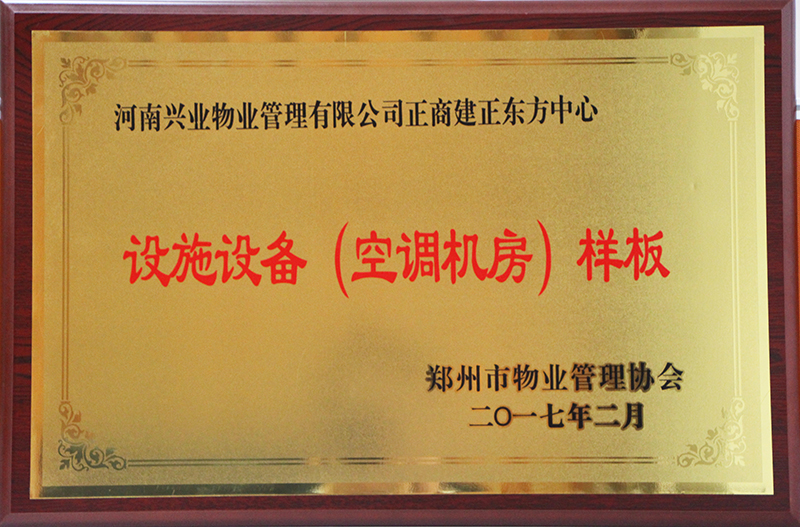 河南兴业物业管理有限公司正商建正东方中心
设施设备（空调机房）样板
郑州市物业管理协会
二〇一七年二月